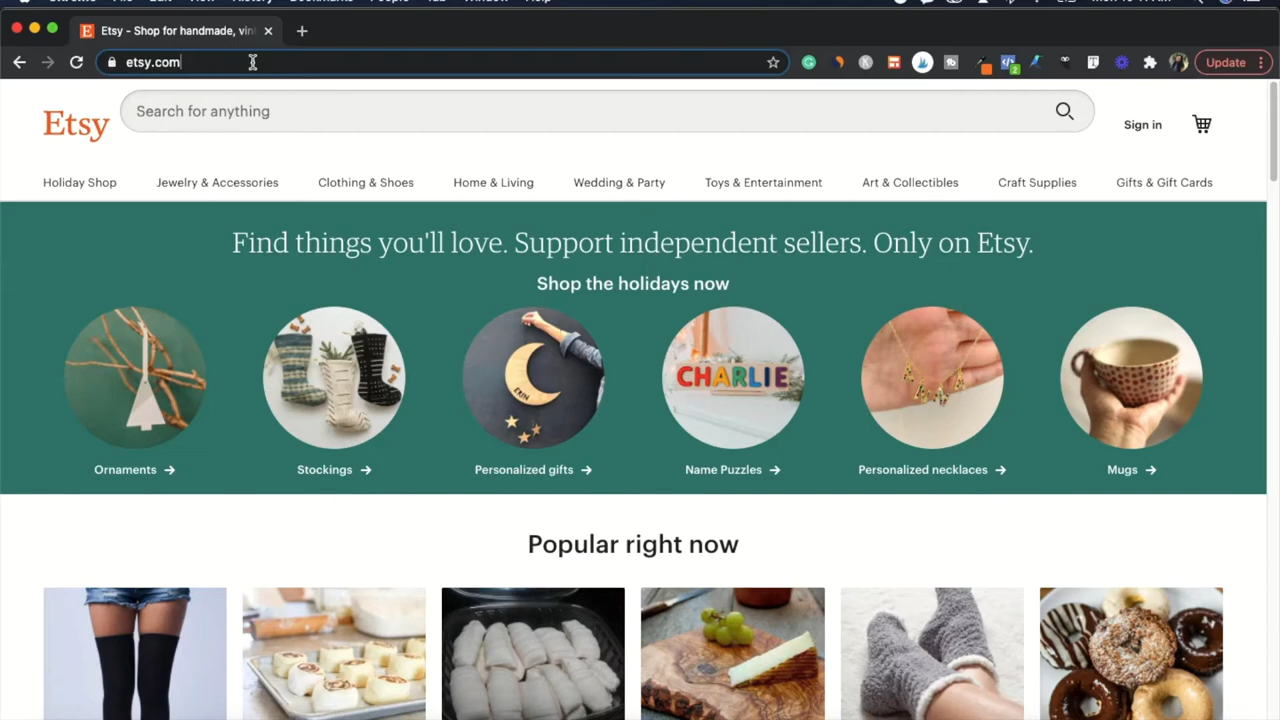 Etsy - Shop for handmade, vin
etsy.com
Update
Etsy
Search for anything
Sign in
Holiday Shop
Jewelry & Accessories
Clothing & Shoes
Home & Living
Wedding & Party
Toys & Entertainment
Art & Collectibles
Craft Supplies
Gifts & Gift Cards
Find things you'll love. Support independent sellers. Only on Etsy.
Shop the holidays now
ERIN
CHARLIE
Ornaments →
Stockings →
Personalized gifts →
Name Puzzles →
Personalized necklaces →
Mugs →
Popular right now